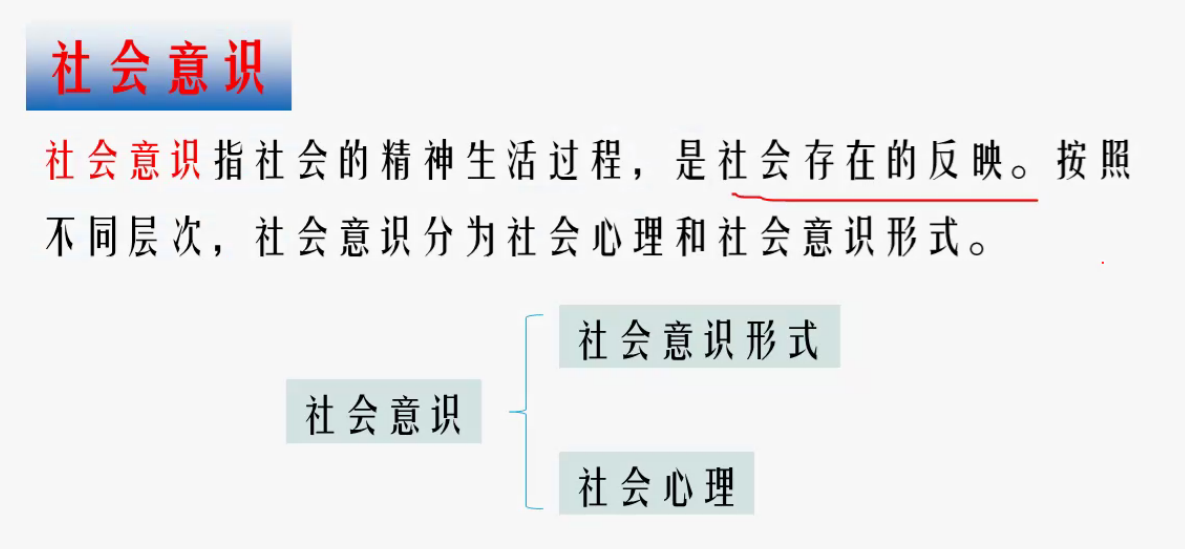 社会意识
社会意识指社会的精神生活过程，是社会存在的反映。按照
不同层次，社会意识分为社会心理和社会意识形式。
社会意识形式
社会意识
社会心理